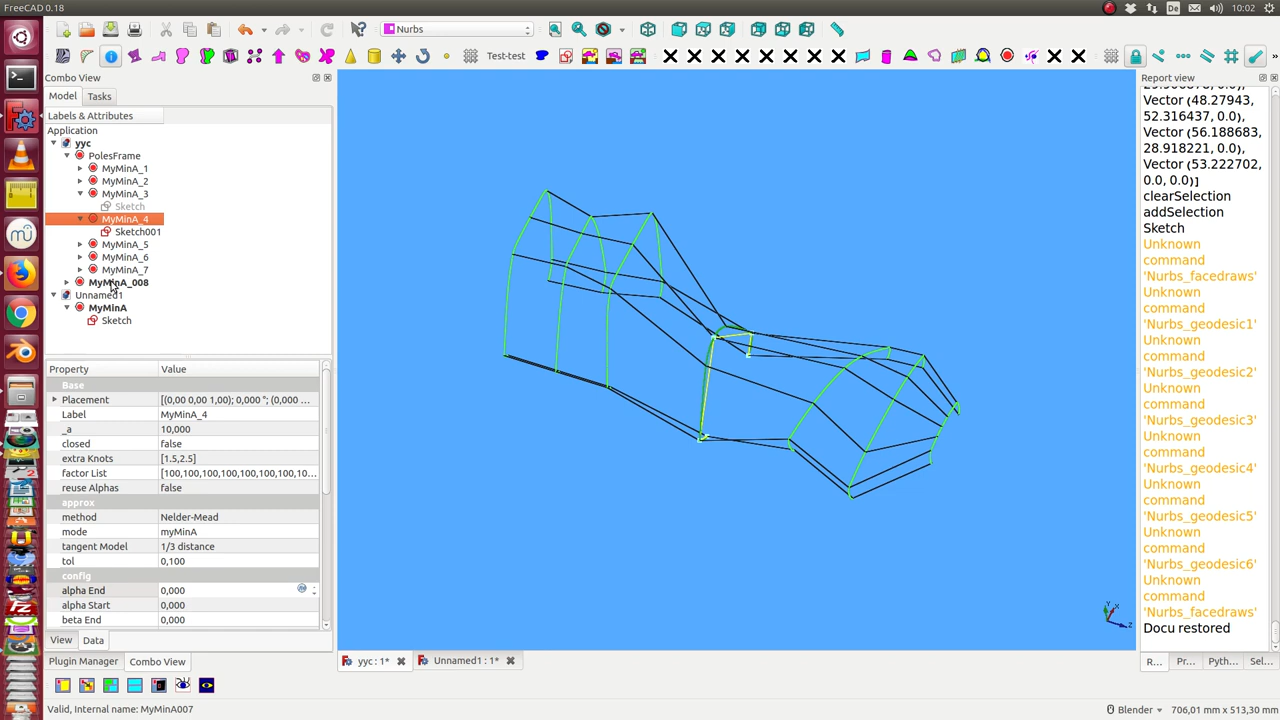 FreeCAD 0.18
De
10:02
Nurbs
Test-test
Combo View
Model
Tasks
Labels & Attributes
Application
yyc
PolesFrame
MyMinA_1
MyMinA_2
MyMinA_3
Sketch
MyMinA_4
Sketch001
MyMinA_5
MyMinA_6
MyMinA_7
MyMinA_008
Unnamed1
MyMinA
Sketch
Property Value
Base
Placement [(0,00 0,00 1,00); 0,000 °; (0,000 ...
Label MyMinA_4
_a 10,000
closed false
extra Knots [1.5,2.5]
factor List [100,100,100,100,100,100,100,10...
reuse Alphas false
approx
method Nelder-Mead
mode myMinA
tangent Model 1/3 distance
tol 0,100
config
alpha End 0,000
alpha Start 0,000
beta End 0,000
View Data
Plugin Manager Combo View
Valid, Internal name: MyMinA007
yyc : 1*
Unnamed1 : 1*
Y
X
Z
Report view
Vector (48.27943,
52.316437, 0.0),
Vector (56.188683,
28.918221, 0.0),
Vector (53.222702,
0.0, 0.0)]
clearSelection
addSelection
Sketch
Unknown
command
'Nurbs_facedraws'
Unknown
command
'Nurbs_geodesic1'
Unknown
command
'Nurbs_geodesic2'
Unknown
command
'Nurbs_geodesic3'
Unknown
command
'Nurbs_geodesic4'
Unknown
command
'Nurbs_geodesic5'
Unknown
command
'Nurbs_geodesic6'
Unknown
command
'Nurbs_facedraws'
Docu restored
R... Pr... Pyth... Sel...
Blender
706,01 mm x 513,30 mm